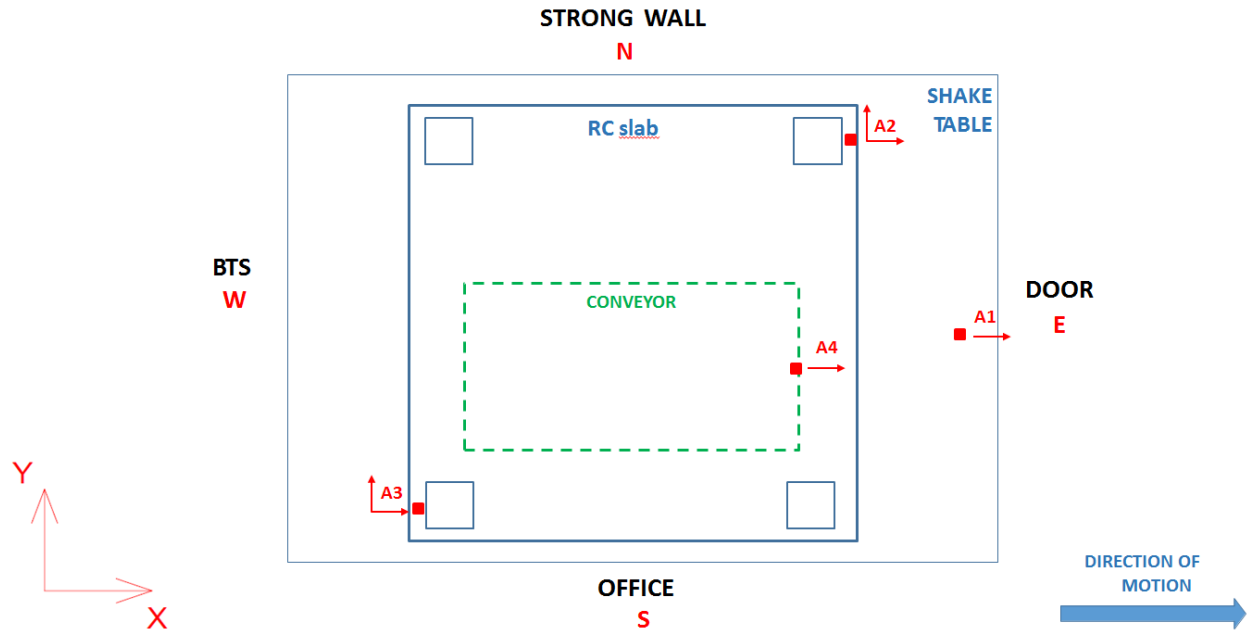 STRONG WALL
N
SHAKE
TABLE
RC slab
A2
BTS
W
CONVEYOR
DOOR
E
A1
A4
Y
A3
X
OFFICE
S
DIRECTION OF
MOTION